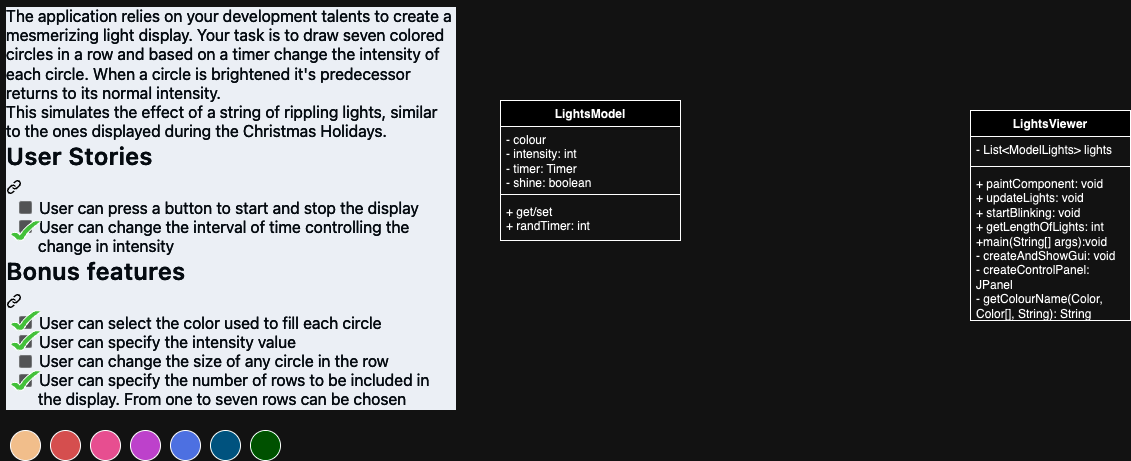 The application relies on your development talents to create a
mesmerizing light display. Your task is to draw seven colored
circles in a row and based on a timer change the intensity of
each circle. When a circle is brightened it's predecessor
returns to its normal intensity.
This simulates the effect of a string of rippling lights, similar
to the ones displayed during the Christmas Holidays.
User Stories
User can press a button to start and stop the display
User can change the interval of time controlling the
change in intensity
Bonus features
User can select the color used to fill each circle
User can specify the intensity value
User can change the size of any circle in the row
User can specify the number of rows to be included in
the display. From one to seven rows can be chosen
LightsModel
- colour
- intensity: int
- timer: Timer
- shine: boolean
+ get/set
+ randTimer: int
LightsViewer
- List<ModelLights> lights
+ paintComponent: void
+ updateLights: void
+ startBlinking: void
+ getLengthOfLights: int
+main(String[] args):void
- createAndShowGui: void
- createControlPanel:
JPanel
- getColourName(Color,
Color[], String): String